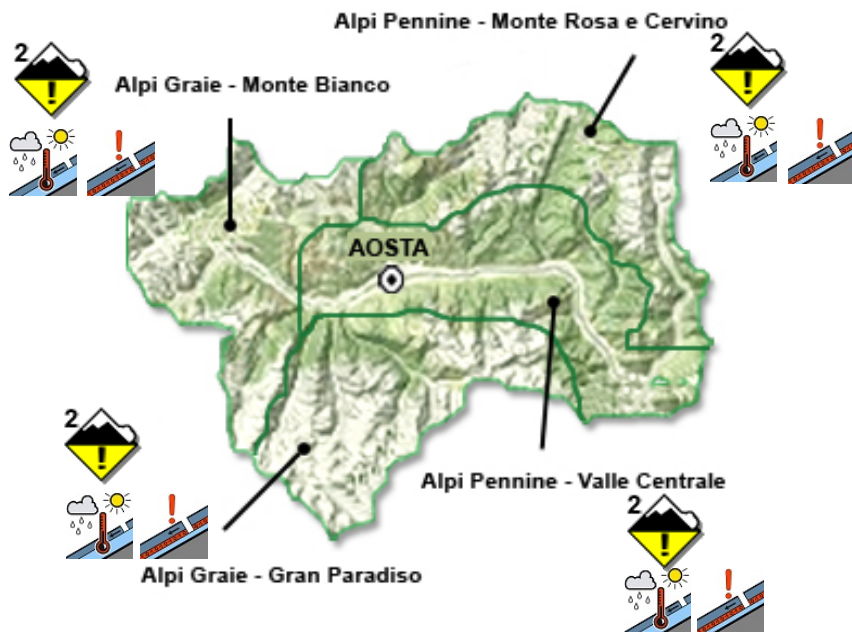 Alpi Pennine - Monte Rosa e Cervino
2
2
Alpi Graie - Monte Bianco
AOSTA
2
Alpi Pennine - Valle Centrale
2
Alpi Graie - Gran Paradiso